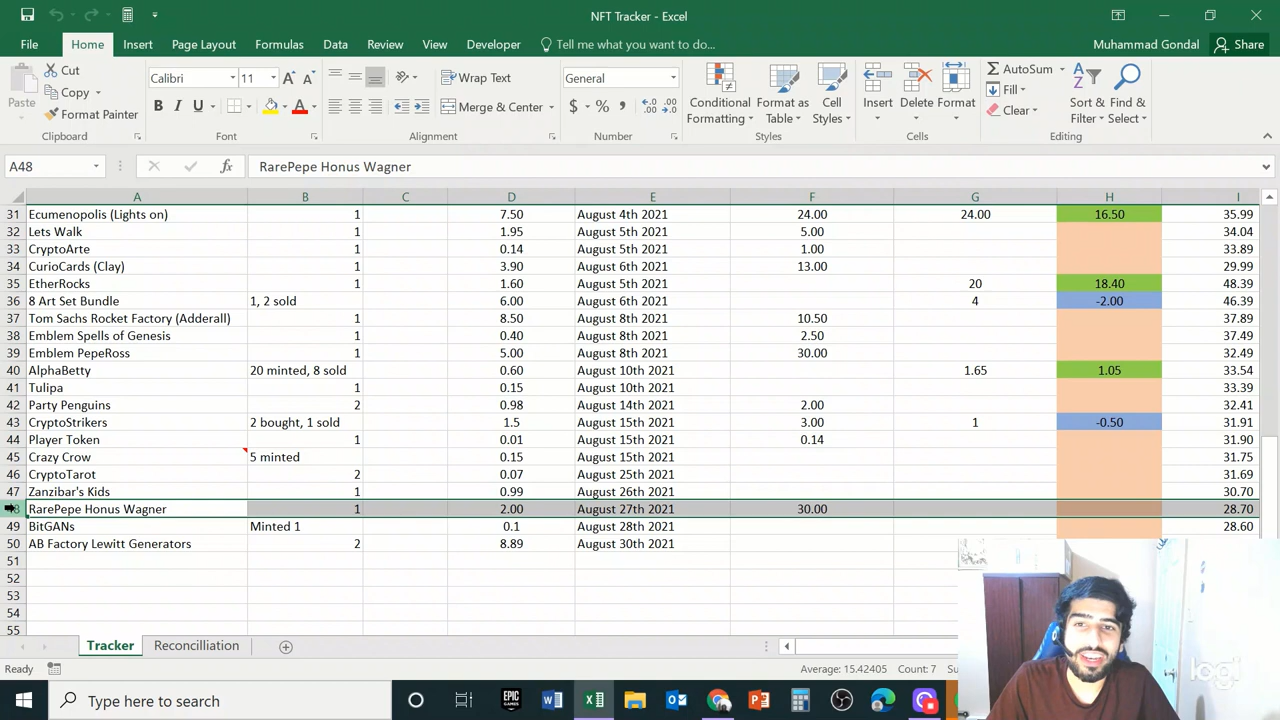 NFT Tracker - Excel
File Home Insert Page Layout Formulas Data Review View Developer Tell me what you want to do... Muhammad Gondal Share
Paste Cut Copy Format Painter Clipboard
Calibri 11 B I U A Font
Wrap Text Merge & Center Alignment
General $ % , Number
Conditional Formatting Format as Table Cell Styles Styles
Insert Delete Format Cells
AutoSum Fill Clear Sort & Filter Find & Select Editing
A48 fx RarePepe Honus Wagner
A B C D E F G H I
31 Ecumenopolis (Lights on) 1 7.50 August 4th 2021 24.00 24.00 16.50 35.99
32 Lets Walk 1 1.95 August 5th 2021 5.00 34.04
33 CryptoArte 1 0.14 August 5th 2021 1.00 33.89
34 CurioCards (Clay) 1 3.90 August 6th 2021 13.00 29.99
35 EtherRocks 1 1.60 August 5th 2021 20 18.40 48.39
36 8 Art Set Bundle 1, 2 sold 6.00 August 6th 2021 4 -2.00 46.39
37 Tom Sachs Rocket Factory (Adderall) 1 8.50 August 8th 2021 10.50 37.89
38 Emblem Spells of Genesis 1 0.40 August 8th 2021 2.50 37.49
39 Emblem PepeRoss 1 5.00 August 8th 2021 30.00 32.49
40 AlphaBetty 20 minted, 8 sold 0.60 August 10th 2021 1.65 1.05 33.54
41 Tulipa 1 0.15 August 10th 2021 33.39
42 Party Penguins 2 0.98 August 14th 2021 2.00 32.41
43 CryptoStrikers 2 bought, 1 sold 1.5 August 15th 2021 3.00 1 -0.50 31.91
44 Player Token 1 0.01 August 15th 2021 0.14 31.90
45 Crazy Crow 5 minted 0.15 August 15th 2021 31.75
46 CryptoTarot 2 0.07 August 25th 2021 31.69
47 Zanzibar's Kids 1 0.99 August 26th 2021 30.70
8 RarePepe Honus Wagner 1 2.00 August 27th 2021 30.00 28.70
49 BitGANs Minted 1 0.1 August 28th 2021 28.60
50 AB Factory Lewitt Generators 2 8.89 August 30th 2021
51
52
53
54
55
Tracker Reconcilliation
Ready Average: 15.42405 Count: 7
Type here to search EPIC GAMES
logi